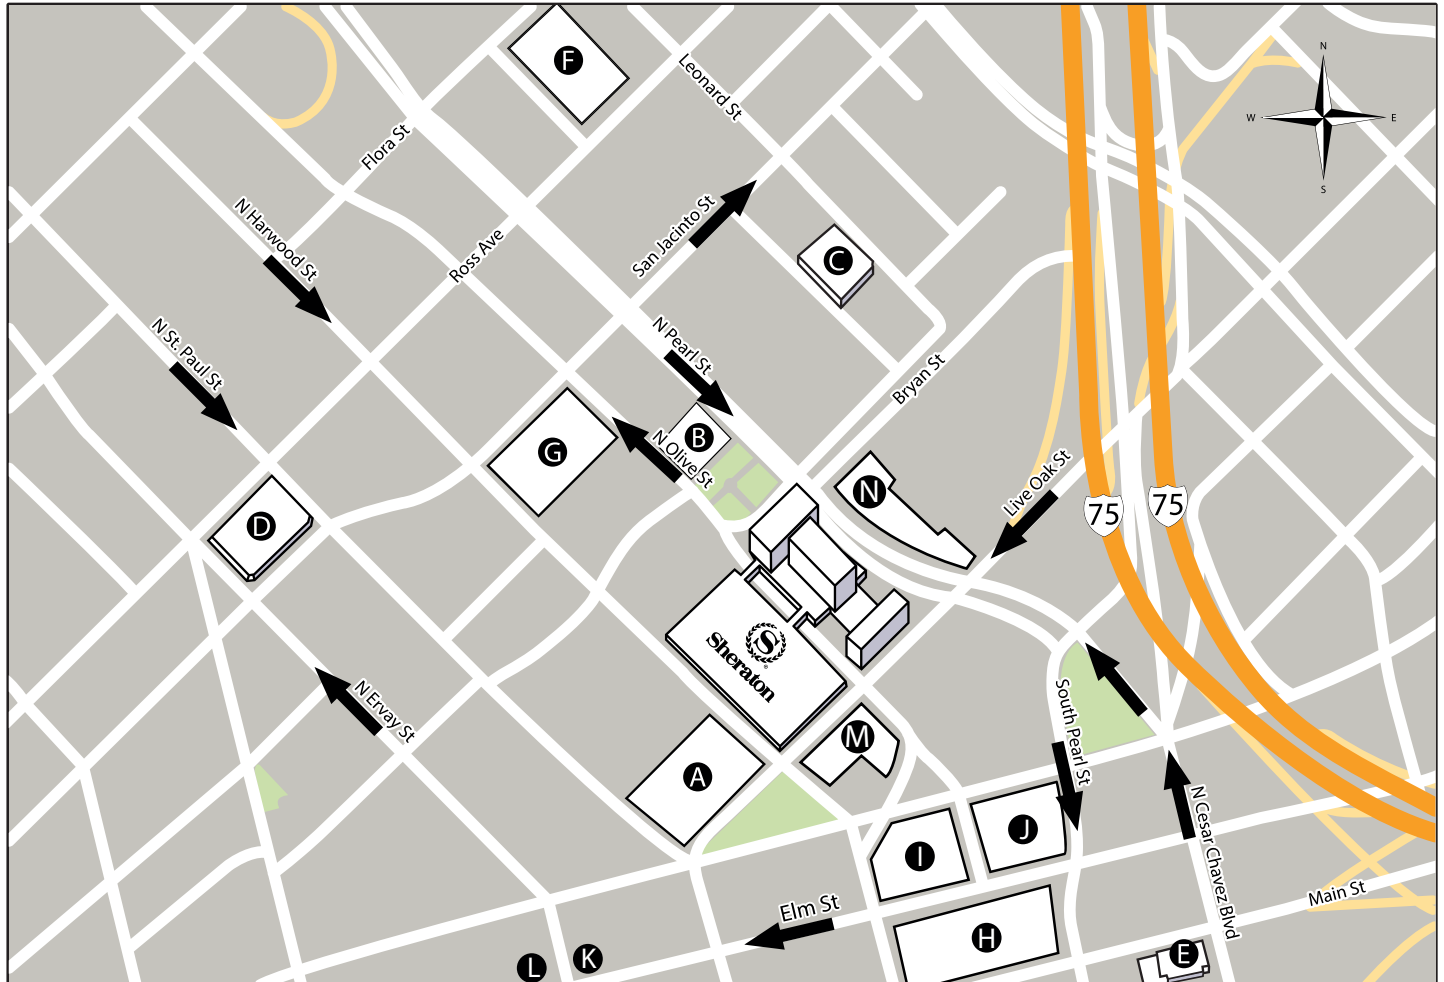 F
Leonard St
N
W
E
S
Flora St
N Harwood St
San Jacinto St
Ross Ave
C
N St. Paul St
N Pearl St
Bryan St
B
G
N Olive St
N
Live Oak St
75
75
D
S
Sheraton
®
N Ervay St
South Pearl St
M
A
N Cesar Chavez Blvd
J
I
Main St
Elm St
H
E
L
K